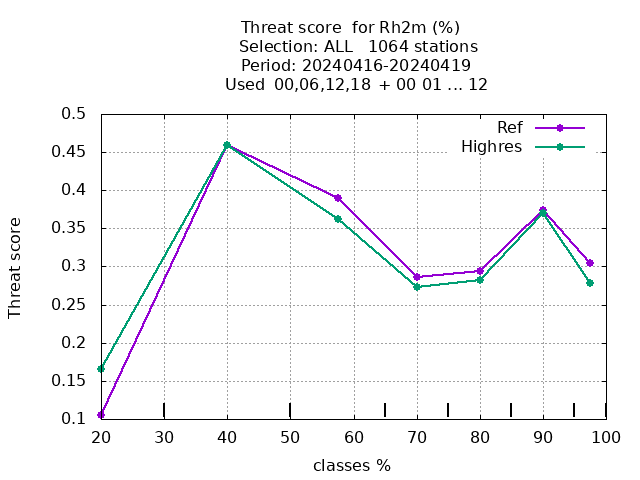 Threat score  for Rh2m (%)
Selection: ALL   1064 stations
Period: 20240416-20240419
Used  00,06,12,18 + 00 01 ... 12
0.5
Ref
Highres
0.45
0.4
0.35
0.3
0.25
0.2
0.15
0.1
Threat score
20 30 40 50 60 70 80 90 100
classes %